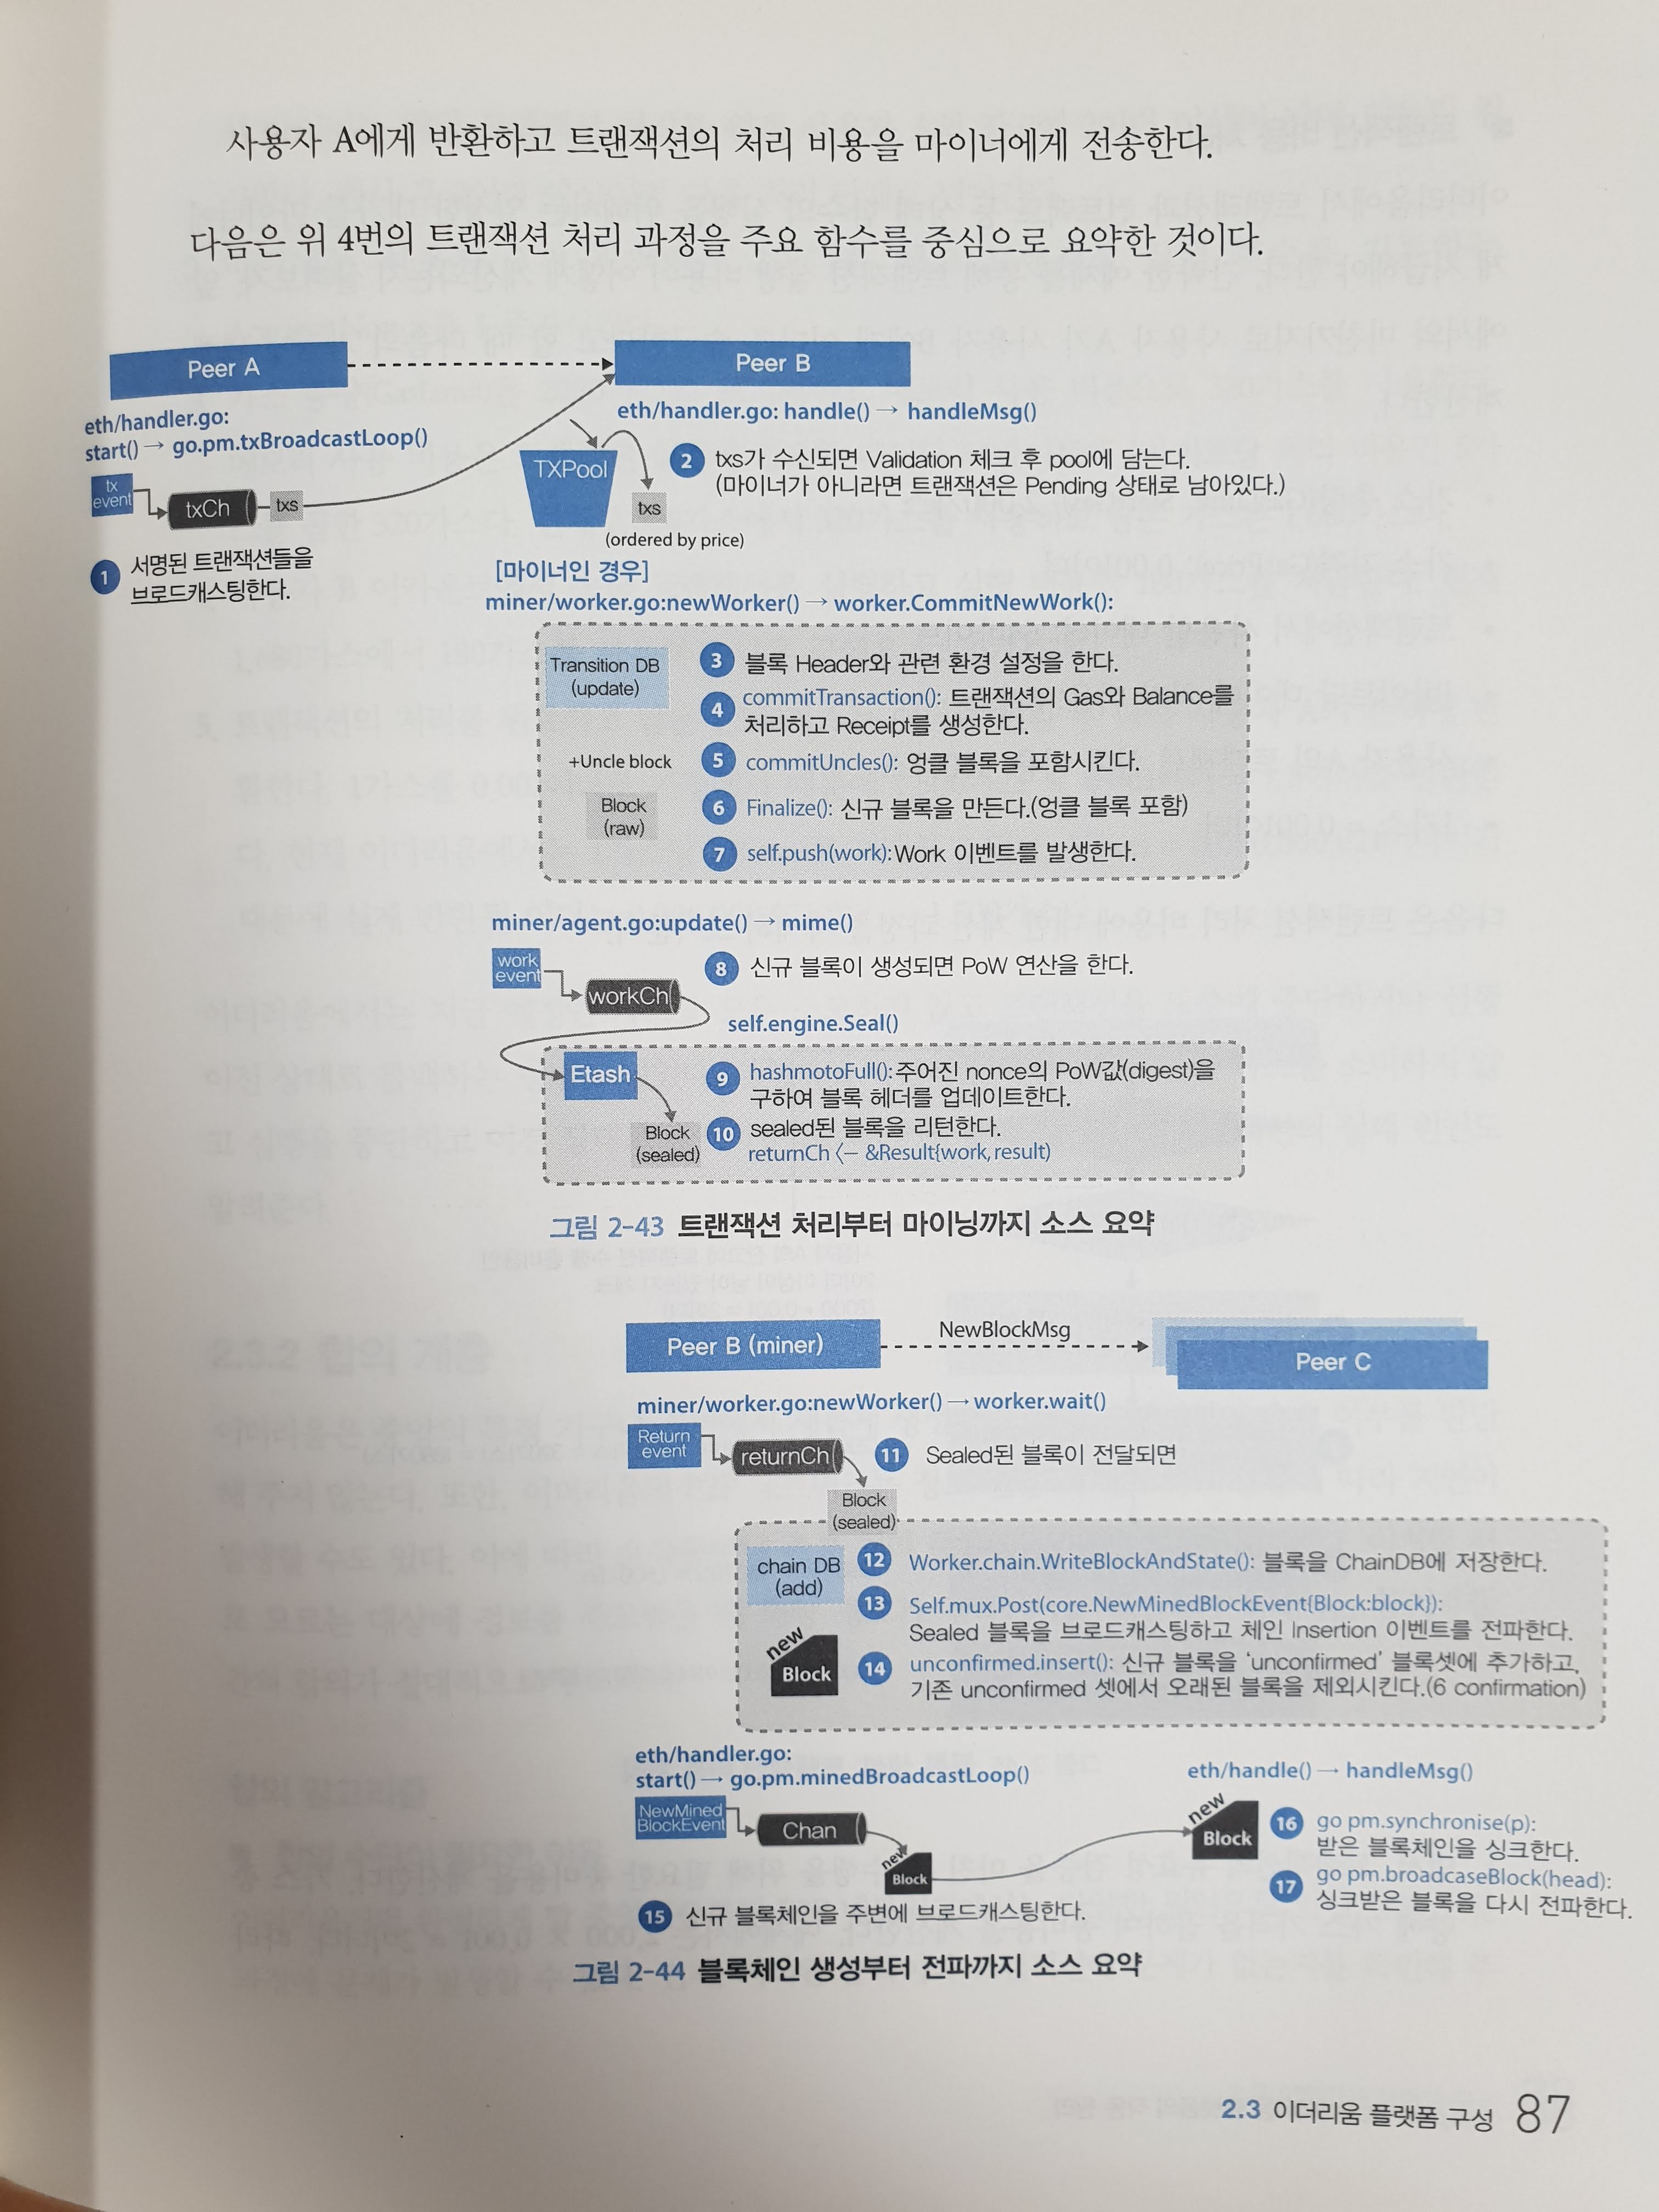 사용자 A에게 반환하고 트랜잭션의 처리 비용을 마이너에게 전송한다.
다음은 위 4번의 트랜잭션 처리 과정을 주요 함수를 중심으로 요약한 것이다.
Peer A
Peer B
eth/handler.go:
start() → go.pm.txBroadcastLoop()
tx
event
txCh
txs
1 서명된 트랜잭션들을
브로드캐스팅한다.
eth/handler.go: handle() → handleMsg()
TXPool
txs
(ordered by price)
2 txs가 수신되면 Validation 체크 후 pool에 담는다.
(마이너가 아니라면 트랜잭션은 Pending 상태로 남아있다.)
[마이너인 경우]
miner/worker.go:newWorker() → worker.CommitNewWork():
Transition DB
(update)
3 블록 Header와 관련 환경 설정을 한다.
4 commitTransaction(): 트랜잭션의 Gas와 Balance를
처리하고 Receipt를 생성한다.
+Uncle block
5 commitUncles(): 엉클 블록을 포함시킨다.
Block
(raw)
6 Finalize(): 신규 블록을 만든다.(엉클 블록 포함)
7 self.push(work):Work 이벤트를 발생한다.
miner/agent.go:update() → mime()
work
event
workCh
8 신규 블록이 생성되면 PoW 연산을 한다.
self.engine.Seal()
Etash
9 hashmotoFull():주어진 nonce의 PoW값(digest)을
구하여 블록 헤더를 업데이트한다.
Block
(sealed)
10 sealed된 블록을 리턴한다.
returnCh 〈− &Result{work, result)
그림 2-43 트랜잭션 처리부터 마이닝까지 소스 요약
Peer B (miner)
NewBlockMsg
Peer C
miner/worker.go:newWorker() → worker.wait()
Return
event
returnCh
11 Sealed된 블록이 전달되면
Block
(sealed)
chain DB
(add)
12 Worker.chain.WriteBlockAndState(): 블록을 ChainDB에 저장한다.
13 Self.mux.Post(core.NewMinedBlockEvent{Block:block}):
Sealed 블록을 브로드캐스팅하고 체인 Insertion 이벤트를 전파한다.
new
Block
14 unconfirmed.insert(): 신규 블록을 ‘unconfirmed’ 블록셋에 추가하고,
기존 unconfirmed 셋에서 오래된 블록을 제외시킨다.(6 confirmation)
eth/handler.go:
start() → go.pm.minedBroadcastLoop()
NewMined
BlockEvent
Chan
new
Block
15 신규 블록체인을 주변에 브로드캐스팅한다.
eth/handle() → handleMsg()
new
Block
16 go pm.synchronise(p):
받은 블록체인을 싱크한다.
17 go pm.broadcaseBlock(head):
싱크받은 블록을 다시 전파한다.
그림 2-44 블록체인 생성부터 전파까지 소스 요약
2.3 이더리움 플랫폼 구성 87